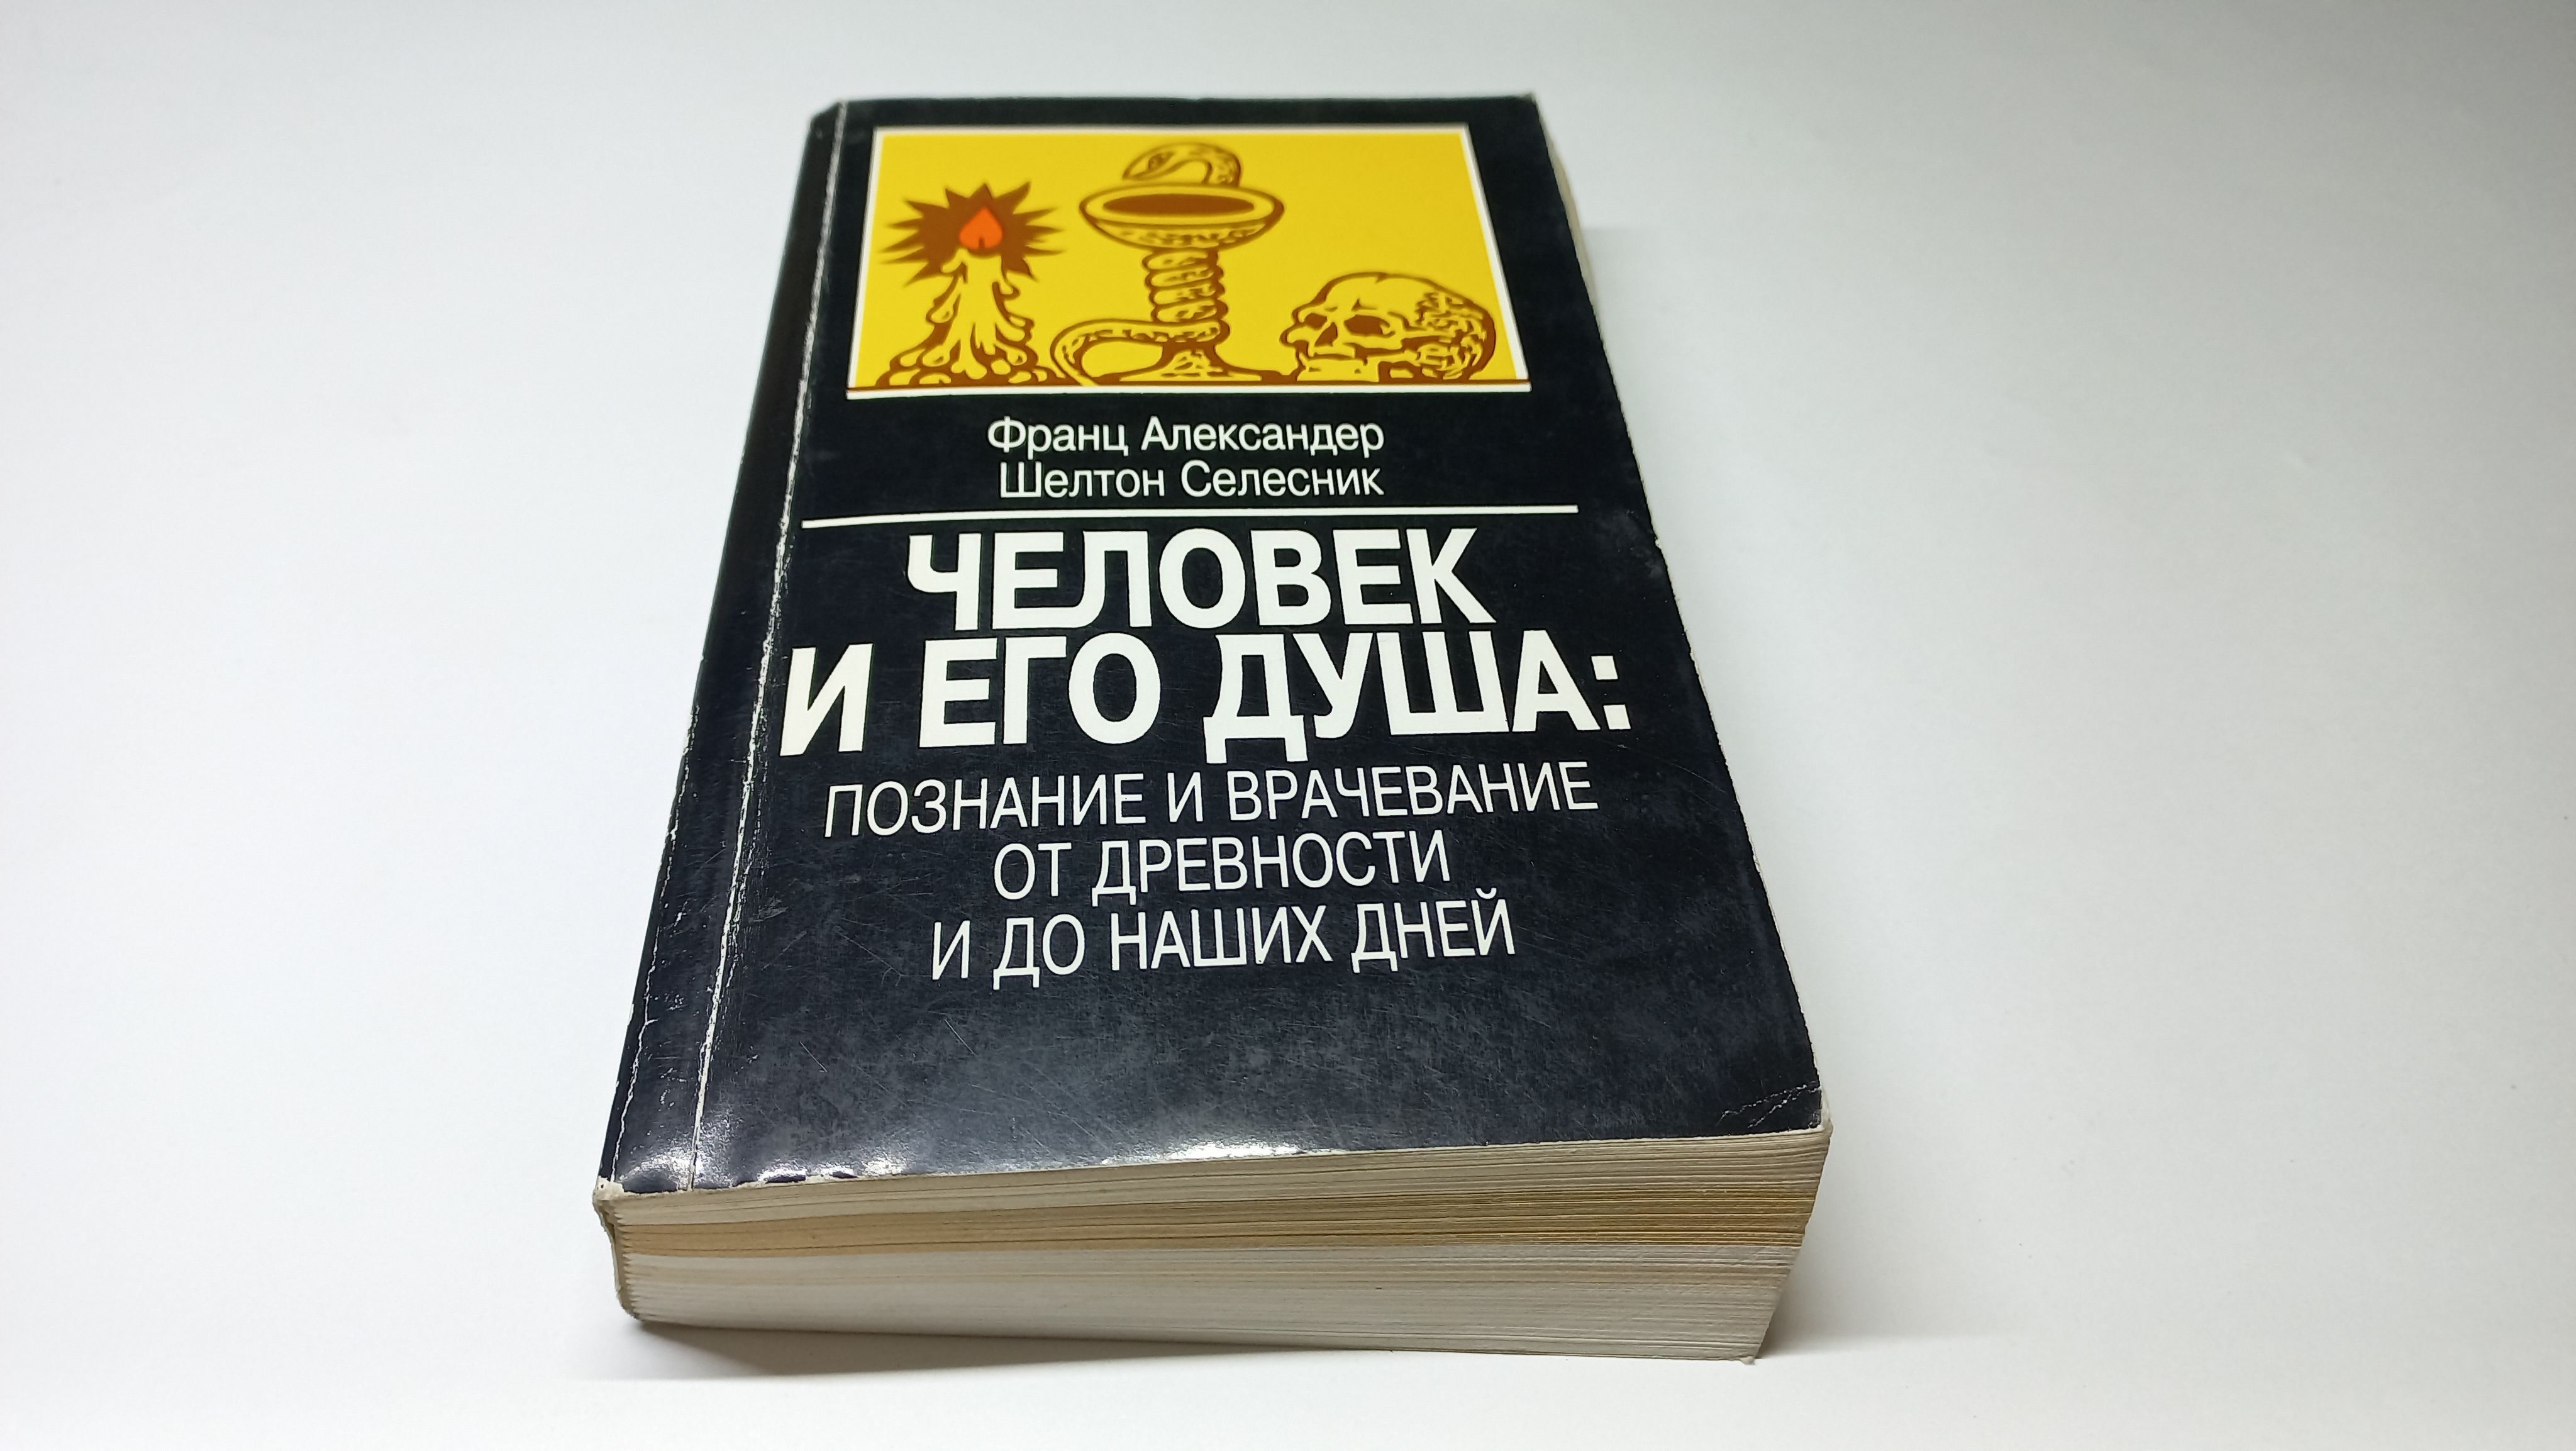 Франц Александер
Шелтон Селесник
ЧЕЛОВЕК
И ЕГО ДУША:
ПОЗНАНИЕ И ВРАЧЕВАНИЕ
ОТ ДРЕВНОСТИ
И ДО НАШИХ ДНЕЙ